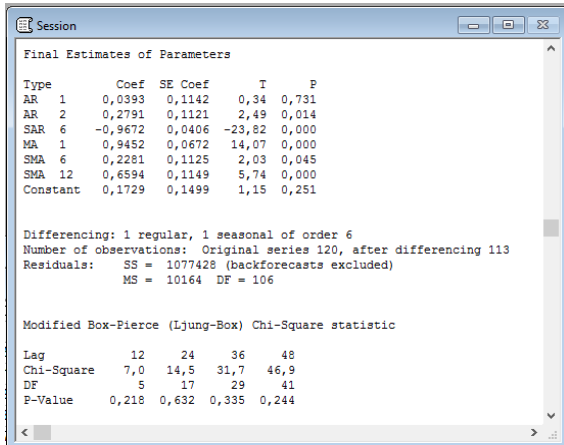 Session
Final Estimates of Parameters
Type Coef SE Coef T P
AR 1 0,0393 0,1142 0,34 0,731
AR 2 0,2791 0,1121 2,49 0,014
SAR 6 -0,9672 0,0406 -23,82 0,000
MA 1 0,9452 0,0672 14,07 0,000
SMA 6 0,2281 0,1125 2,03 0,045
SMA 12 0,6594 0,1149 5,74 0,000
Constant 0,1729 0,1499 1,15 0,251
Differencing: 1 regular, 1 seasonal of order 6
Number of observations: Original series 120, after differencing 113
Residuals: SS = 1077428 (backforecasts excluded)
MS = 10164 DF = 106
Modified Box-Pierce (Ljung-Box) Chi-Square statistic
Lag 12 24 36 48
Chi-Square 7,0 14,5 31,7 46,9
DF 5 17 29 41
P-Value 0,218 0,632 0,335 0,244